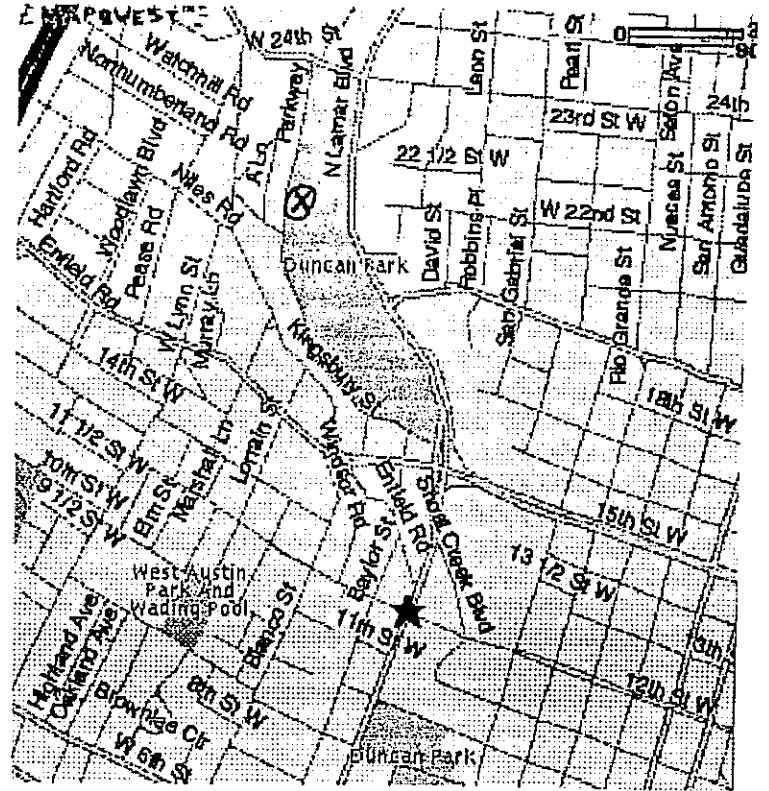 MAPQUEST
W 24th St
Watchhill Rd
Northumberland Rd
Parkway
N Lamar Blvd
Leon St
Pearl St
24th
23rd St W
22 1/2 St W
W 22nd St
Hartford Rd
Woodlawn Blvd
Niles Rd
Pease Rd
Enfield Rd
W Lynn St
Murray Ln
David St
Robbins Pl
San Gabriel St
Rio Grande St
Nueces St
San Antonio St
Guadalupe St
Duncan Park
Kingsbury St
14th St W
18th St W
11 1/2 St W
10th St W
9 1/2 St W
Elm St
Marshall Ln
Lorrain St
Windsor Rd
Enfield Rd
Shoal Creek Blvd
15th St W
13 1/2 St W
Baylor St
West Austin
Park And
Wading Pool
Blanco St
11th St W
13th
12th St W
Highland Ave
Oakland Ave
8th St W
Brownlee Cir
W 6th St
Duncan Park